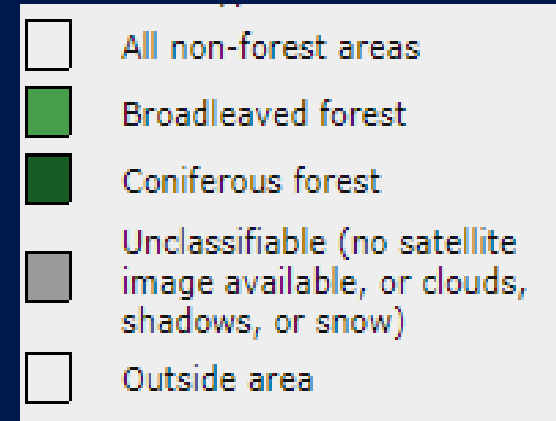 All non-forest areas
Broadleaved forest
Coniferous forest
Unclassifiable (no satellite
image available, or clouds,
shadows, or snow)
Outside area